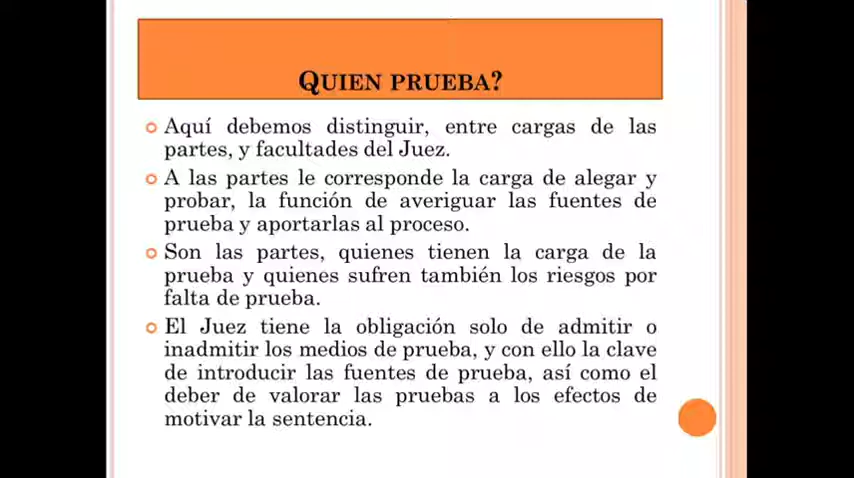 QUIEN PRUEBA?
Aquí debemos distinguir, entre cargas de las
partes, y facultades del Juez.
A las partes le corresponde la carga de alegar y
probar, la función de averiguar las fuentes de
prueba y aportarlas al proceso.
Son las partes, quienes tienen la carga de la
prueba y quienes sufren también los riesgos por
falta de prueba.
El Juez tiene la obligación solo de admitir o
inadmitir los medios de prueba, y con ello la clave
de introducir las fuentes de prueba, así como el
deber de valorar las pruebas a los efectos de
motivar la sentencia.